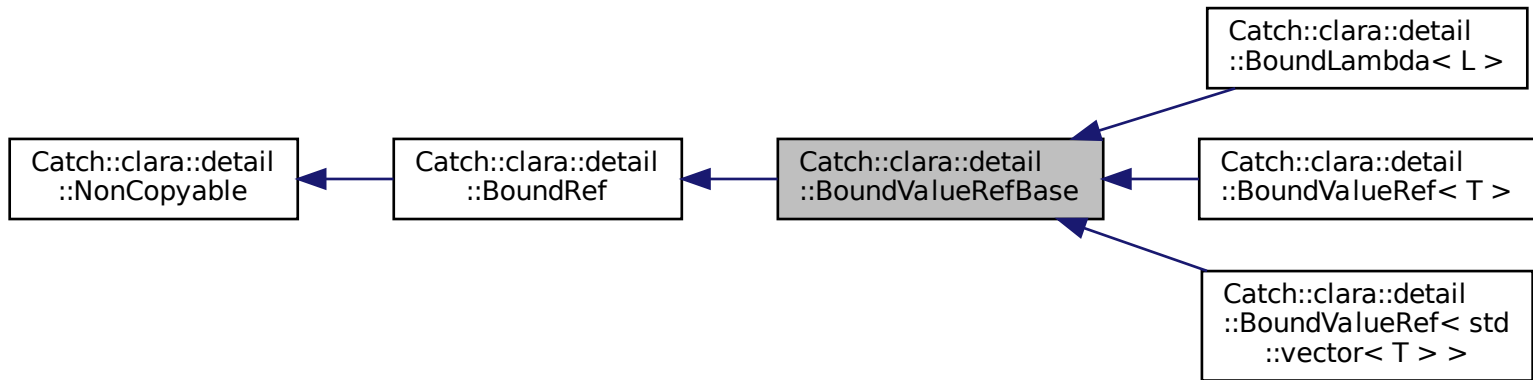 Catch::clara::detail
::BoundLambda< L >
Catch::clara::detail
::NonCopyable
Catch::clara::detail
::BoundRef
Catch::clara::detail
::BoundValueRefBase
Catch::clara::detail
::BoundValueRef< T >
Catch::clara::detail
::BoundValueRef< std
::vector< T > >